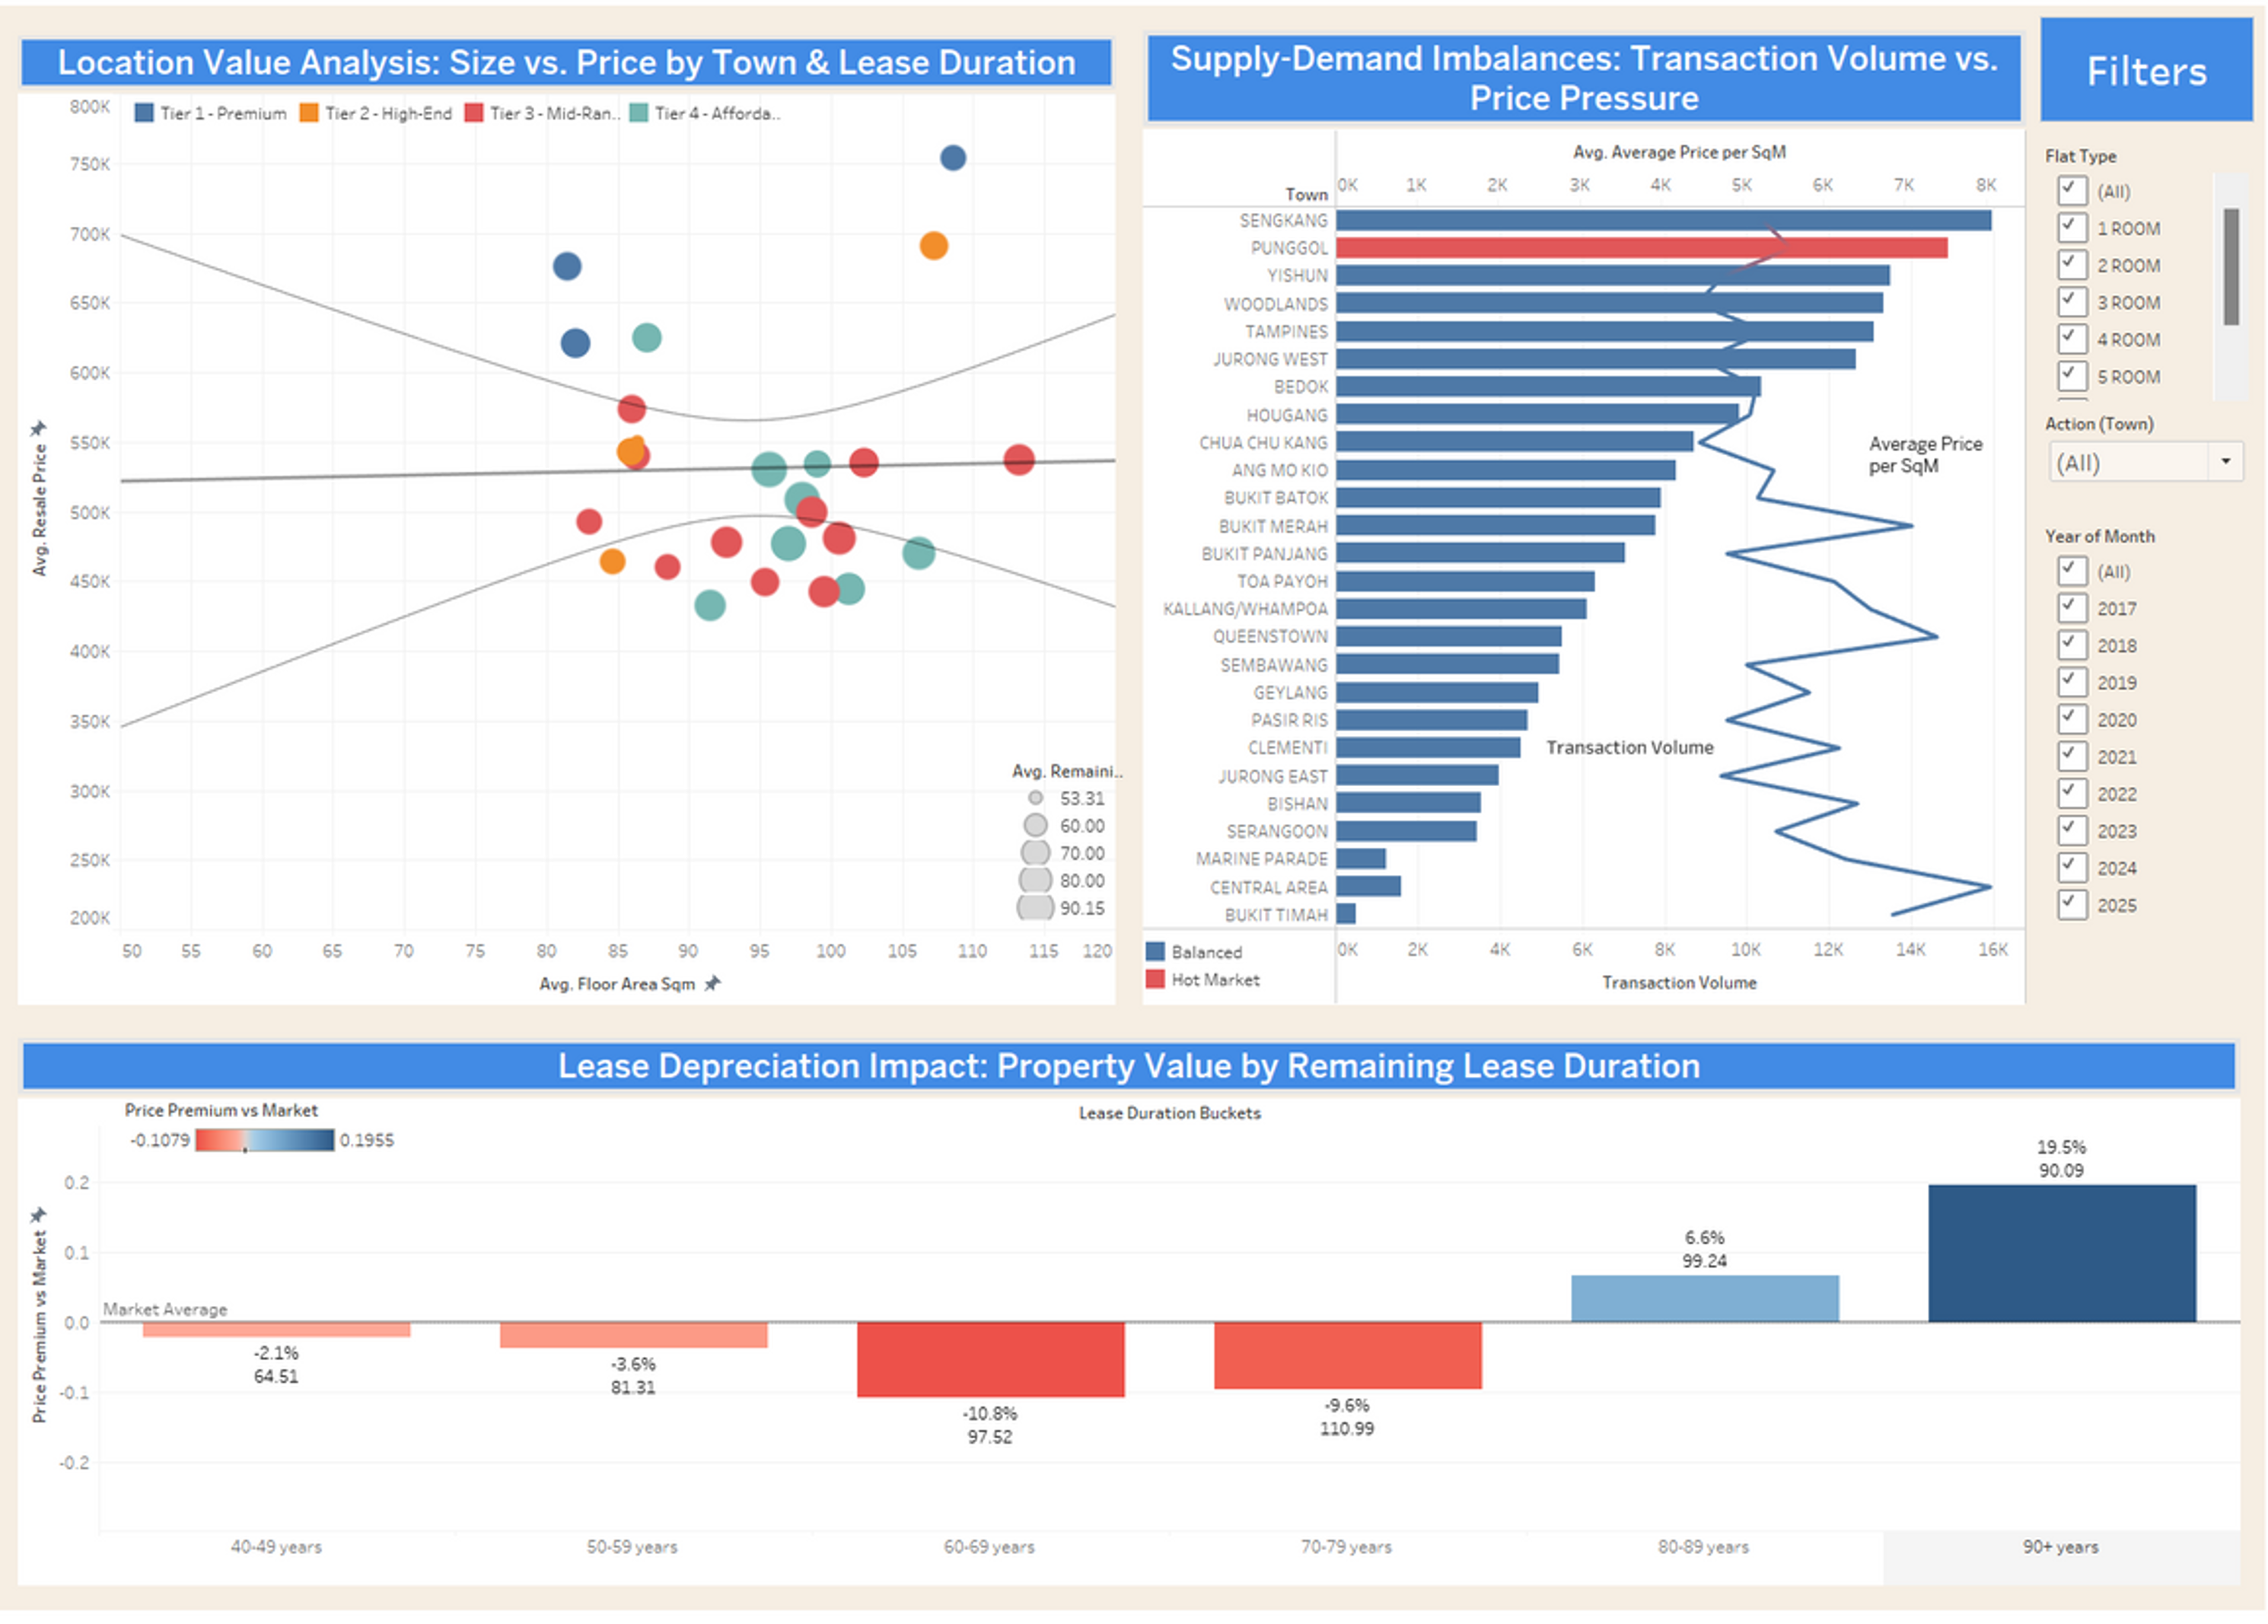 Location Value Analysis: Size vs. Price by Town & Lease Duration
Tier 1 - Premium
Tier 2 - High-End
Tier 3 - Mid-Ran..
Tier 4 - Afforda..
800K
750K
700K
650K
600K
550K
500K
450K
400K
350K
300K
250K
200K
Avg. Resale Price
Avg. Remaini..
53.31
60.00
70.00
80.00
90.15
50 55 60 65 70 75 80 85 90 95 100 105 110 115 120
Avg. Floor Area Sqm
Supply-Demand Imbalances: Transaction Volume vs.
Price Pressure
Avg. Average Price per SqM
Town
0K 1K 2K 3K 4K 5K 6K 7K 8K
SENGKANG
PUNGGOL
YISHUN
WOODLANDS
TAMPINES
JURONG WEST
BEDOK
HOUGANG
CHUA CHU KANG
ANG MO KIO
BUKIT BATOK
BUKIT MERAH
BUKIT PANJANG
TOA PAYOH
KALLANG/WHAMPOA
QUEENSTOWN
SEMBAWANG
GEYLANG
PASIR RIS
CLEMENTI
JURONG EAST
BISHAN
SERANGOON
MARINE PARADE
CENTRAL AREA
BUKIT TIMAH
Average Price
per SqM
Transaction Volume
0K 2K 4K 6K 8K 10K 12K 14K 16K
Transaction Volume
Balanced
Hot Market
Filters
Flat Type
(All)
1 ROOM
2 ROOM
3 ROOM
4 ROOM
5 ROOM
Action (Town)
(All)
Year of Month
(All)
2017
2018
2019
2020
2021
2022
2023
2024
2025
Lease Depreciation Impact: Property Value by Remaining Lease Duration
Price Premium vs Market
-0.1079
0.1955
Lease Duration Buckets
Price Premium vs Market
0.2
0.1
0.0
-0.1
-0.2
Market Average
-2.1%
64.51
-3.6%
81.31
-10.8%
97.52
-9.6%
110.99
6.6%
99.24
19.5%
90.09
40-49 years
50-59 years
60-69 years
70-79 years
80-89 years
90+ years